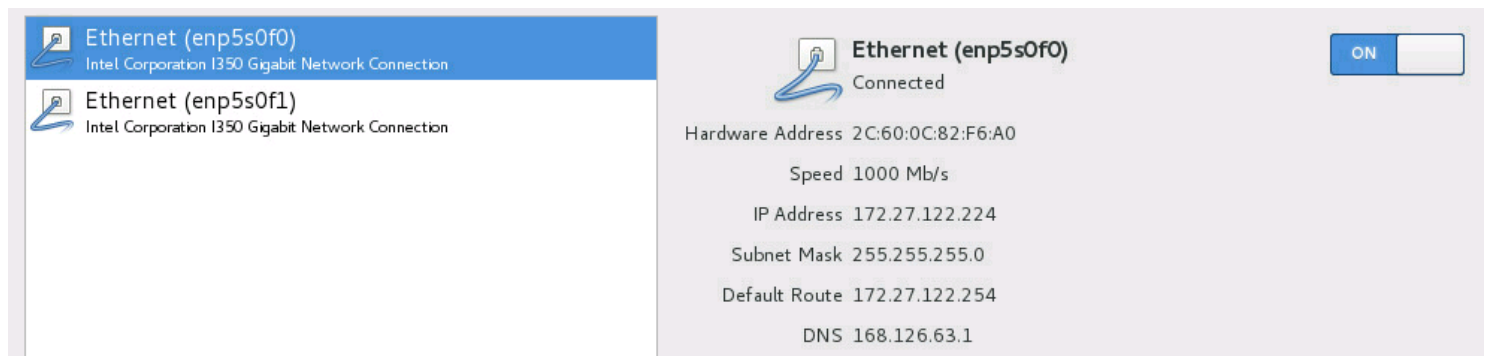 Ethernet (enp5s0f0)
Intel Corporation I350 Gigabit Network Connection
Ethernet (enp5s0f1)
Intel Corporation I350 Gigabit Network Connection
Ethernet (enp5s0f0)
Connected
ON
Hardware Address 2C:60:0C:82:F6:A0
Speed 1000 Mb/s
IP Address 172.27.122.224
Subnet Mask 255.255.255.0
Default Route 172.27.122.254
DNS 168.126.63.1